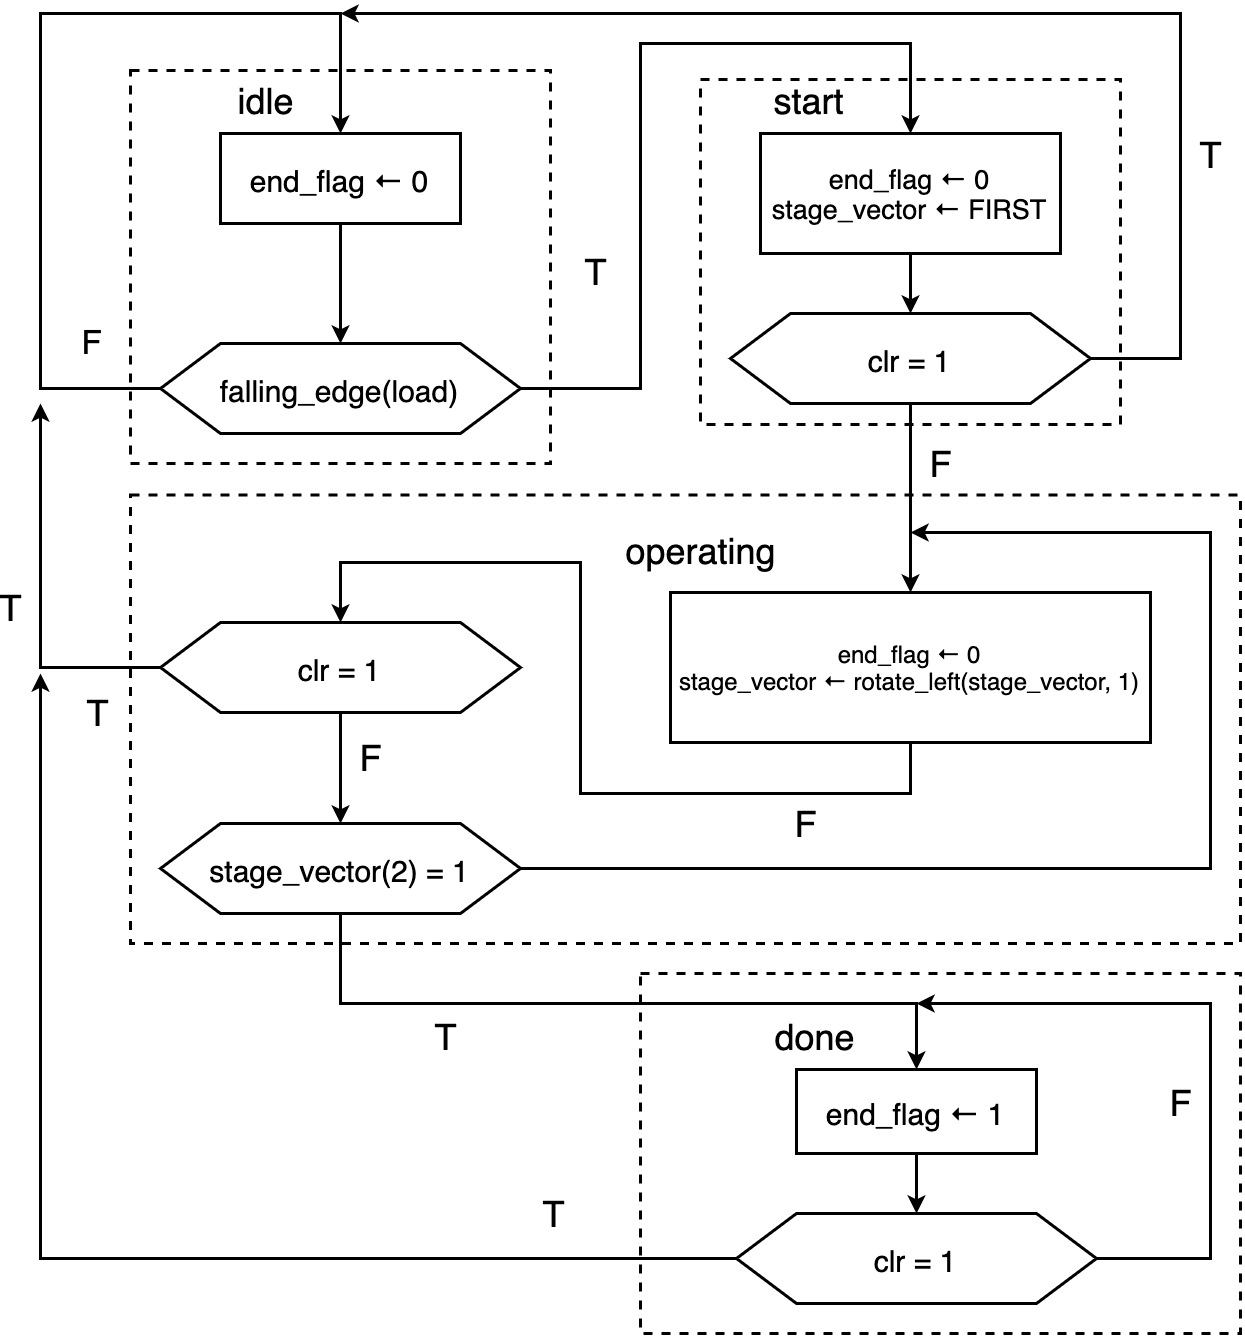 idle
end_flag ← 0
falling_edge(load)
F
T
start
end_flag ← 0
stage_vector ← FIRST
clr = 1
T
F
operating
end_flag ← 0
stage_vector ← rotate_left(stage_vector, 1)
F
clr = 1
T
T
F
stage_vector(2) = 1
T
done
end_flag ← 1
F
clr = 1
T